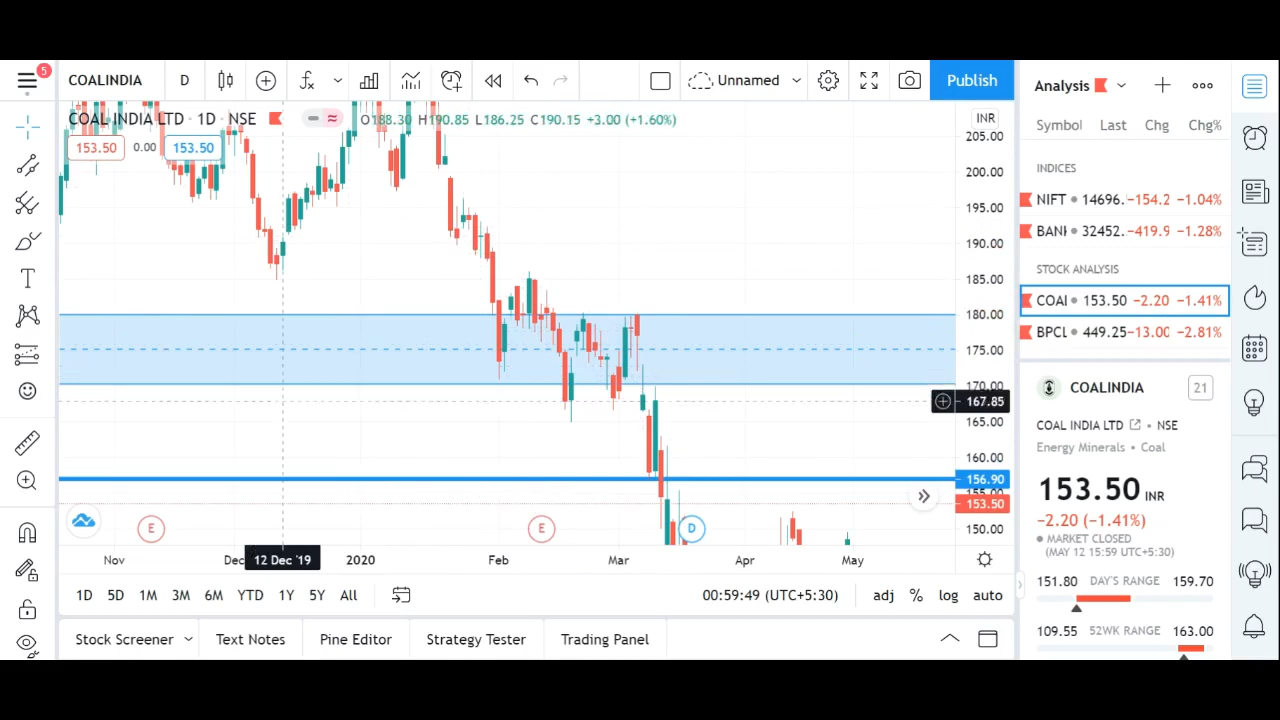 5
COALINDIA D Unnamed Publish
COAL INDIA LTD · 1D · NSE O188.30 H190.85 L186.25 C190.15 +3.00 (+1.60%) INR
153.50 0.00 153.50
205.00
200.00
195.00
190.00
185.00
180.00
175.00
170.00
167.85
165.00
160.00
156.90
153.50
150.00
E E D
Nov Dec 12 Dec '19 2020 Feb Mar Apr May
1D 5D 1M 3M 6M YTD 1Y 5Y All 00:59:49 (UTC+5:30) adj % log auto
Stock Screener Text Notes Pine Editor Strategy Tester Trading Panel
Analysis
Symbol Last Chg Chg%
INDICES
NIFT 14696. -154.2 -1.04%
BANI 32452. -419.9 -1.28%
STOCK ANALYSIS
COAI 153.50 -2.20 -1.41%
BPCL 449.25 -13.00 -2.81%
COALINDIA 21
COAL INDIA LTD • NSE
Energy Minerals • Coal
153.50 INR
-2.20 (-1.41%)
MARKET CLOSED
(MAY 12 15:59 UTC+5:30)
151.80 DAY'S RANGE 159.70
109.55 52WK RANGE 163.00